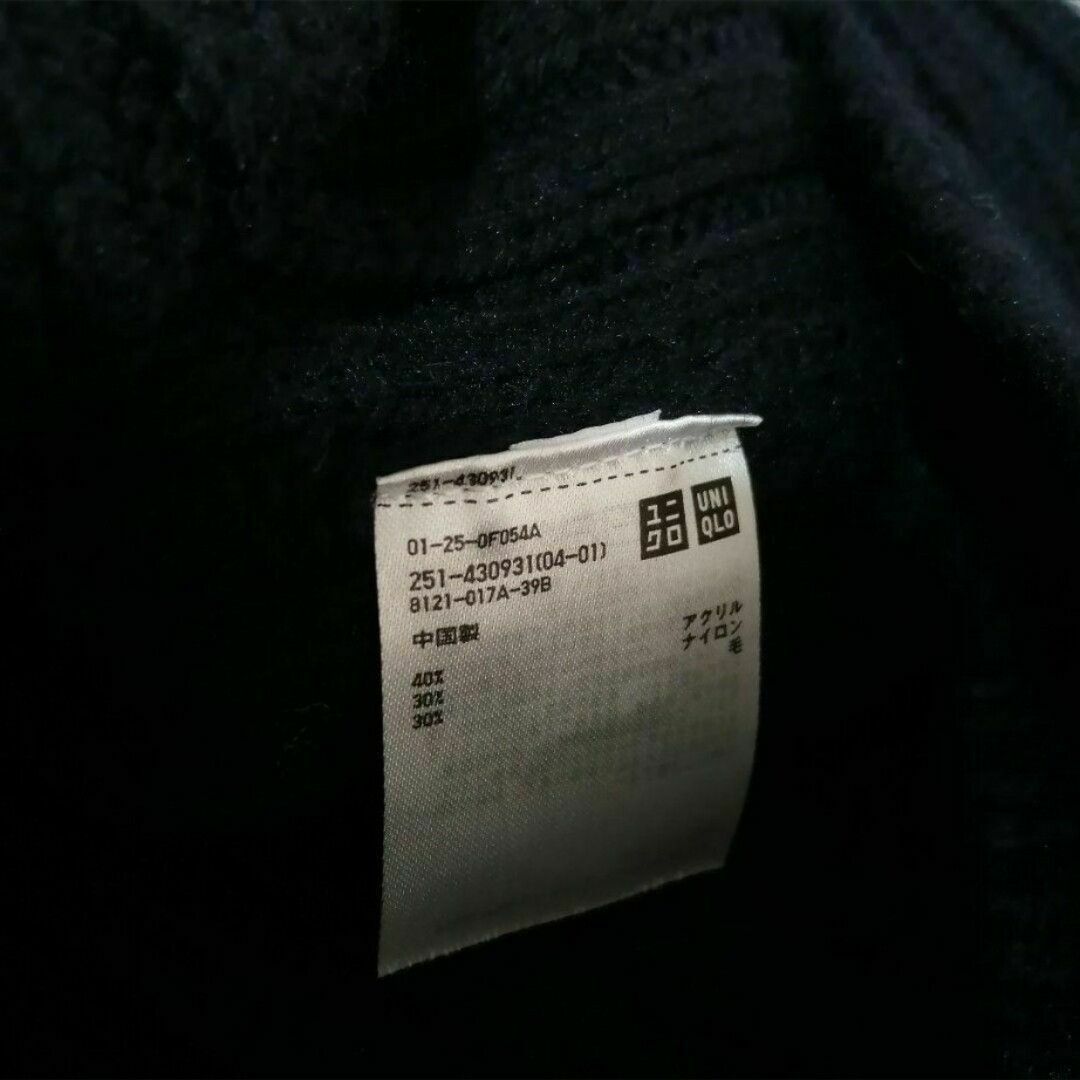 251-430931
ユニクロ
UNIQLO
01-25-0F054A
251-430931(04-01)
8121-017A-39B
中国製
アクリル
ナイロン
毛
40%
30%
30%